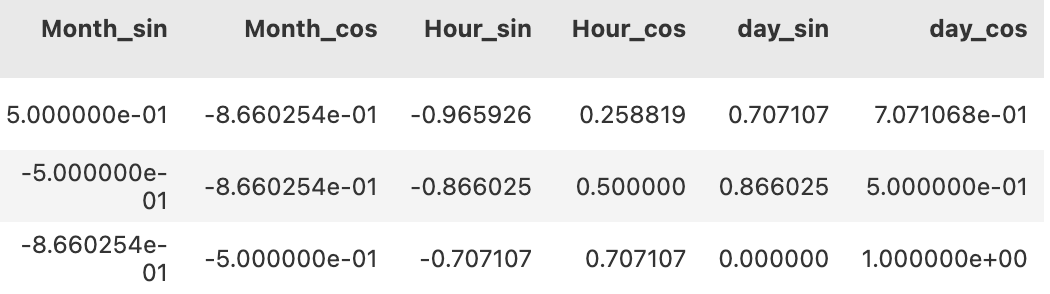 Month_sin Month_cos Hour_sin Hour_cos day_sin day_cos
5.000000e-01 -8.660254e-01 -0.965926 0.258819 0.707107 7.071068e-01
-5.000000e-
01 -8.660254e-01 -0.866025 0.500000 0.866025 5.000000e-01
-8.660254e-
01 -5.000000e-01 -0.707107 0.707107 0.000000 1.000000e+00